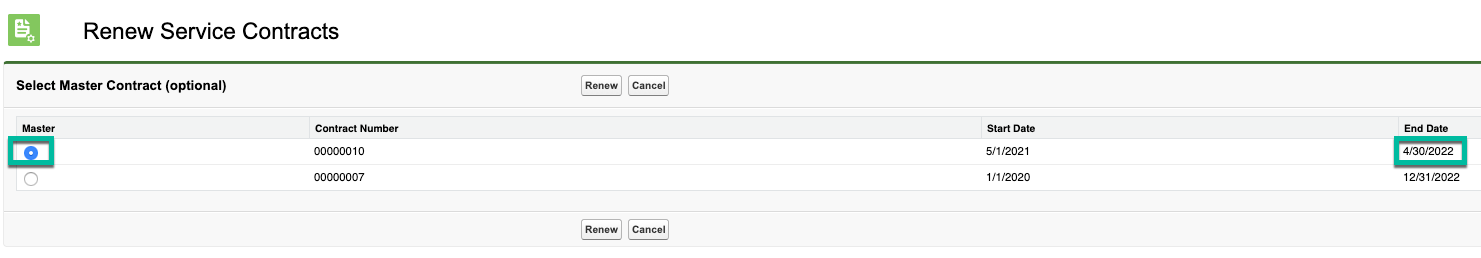 Renew Service Contracts
Select Master Contract (optional) Renew Cancel
Master Contract Number Start Date End Date
00000010 5/1/2021 4/30/2022
00000007 1/1/2020 12/31/2022
Renew Cancel